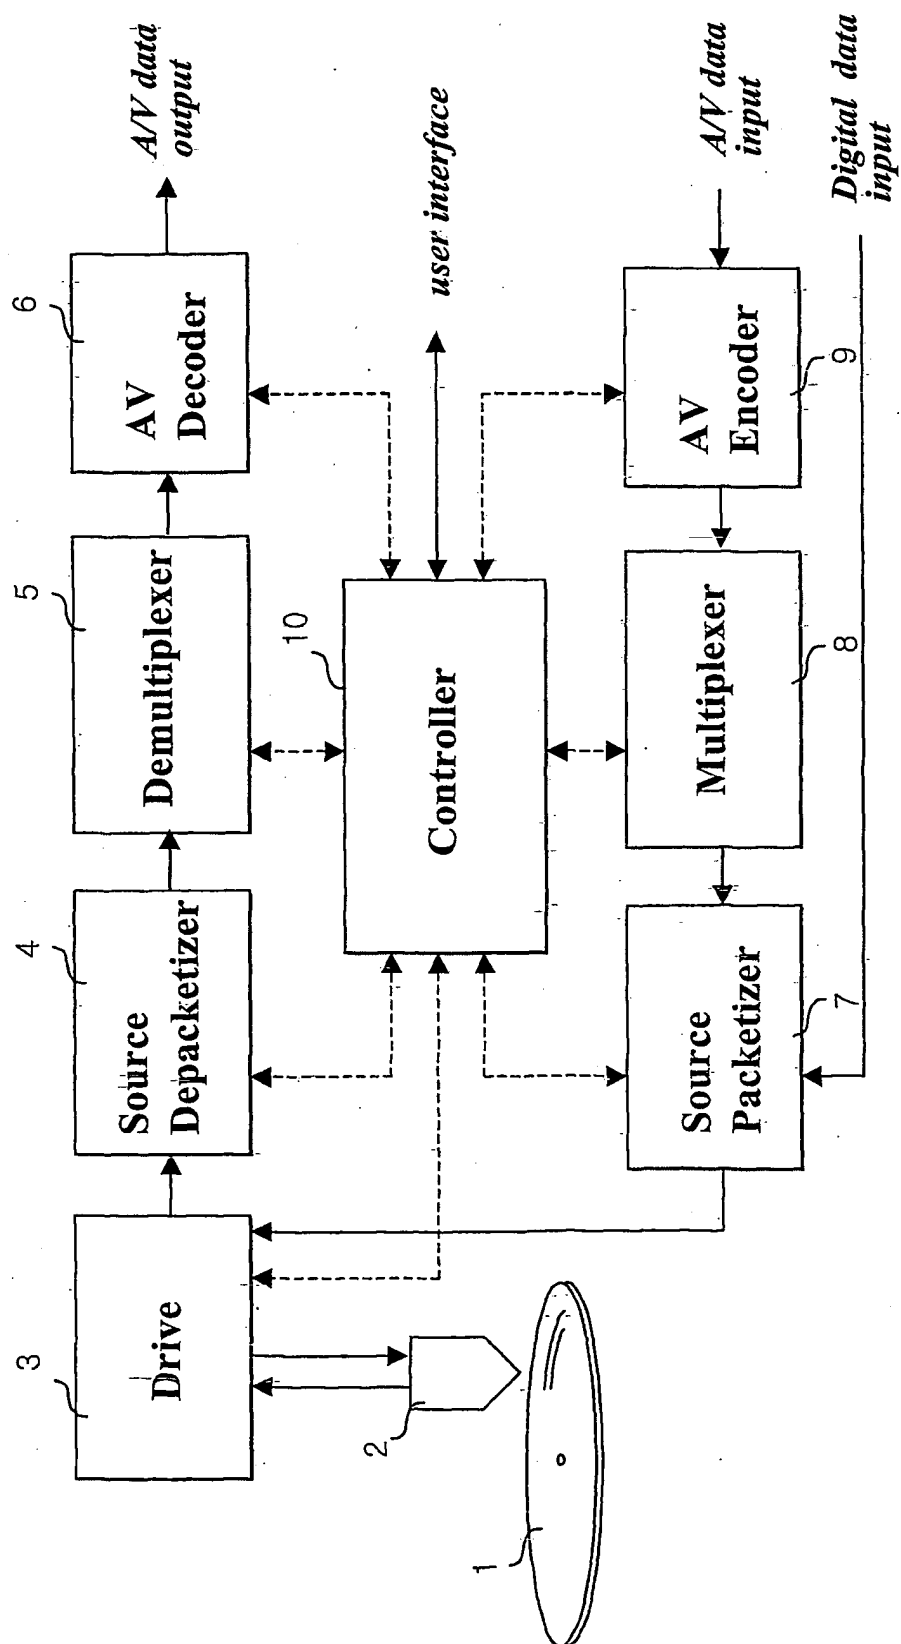 3
Drive
4
Source
Depacketizer
5
Demultiplexer
6
AV
Decoder
A/V data
output
2
1
10
Controller
user interface
Source
Packetizer
7
Multiplexer
8
AV
Encoder
9
A/V data
input
Digital data
input